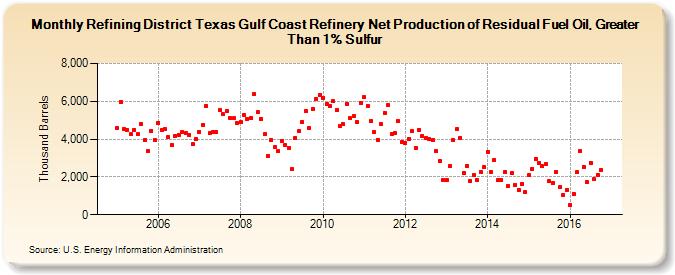 Monthly Refining District Texas Gulf Coast Refinery Net Production of Residual Fuel Oil, Greater
Than 1% Sulfur
Thousand Barrels
8,000
6,000
4,000
2,000
0
2006
2008
2010
2012
2014
2016
Source: U.S. Energy Information Administration